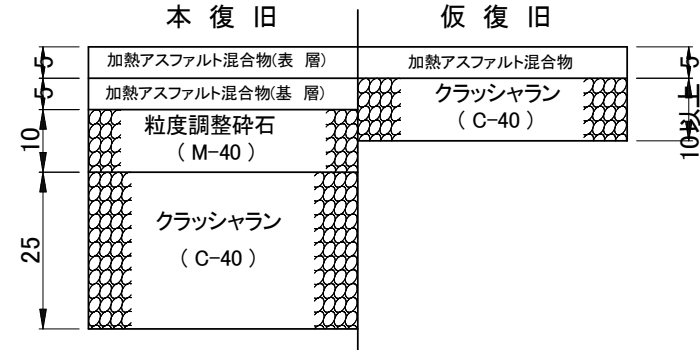 本 復 旧
仮 復 旧
加熱アスファルト混合物(表 層)
加熱アスファルト混合物(基 層)
粒度調整砕石
( M-40 )
クラッシャラン
( C-40 )
加熱アスファルト混合物
クラッシャラン
( C-40 )
5
5
10
25
5
10以上